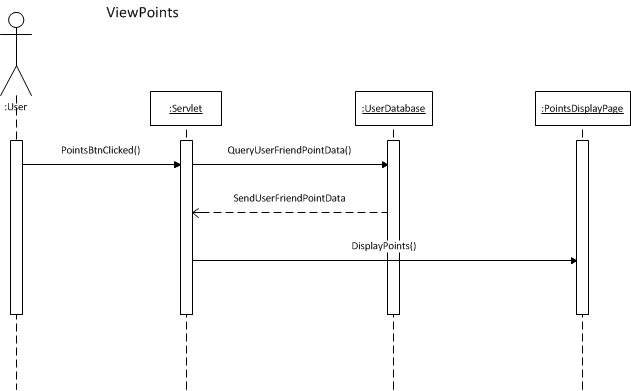 ViewPoints
:User
:Servlet
:UserDatabase
:PointsDisplayPage
PointsBtnClicked()
QueryUserFriendPointData()
SendUserFriendPointData
DisplayPoints()